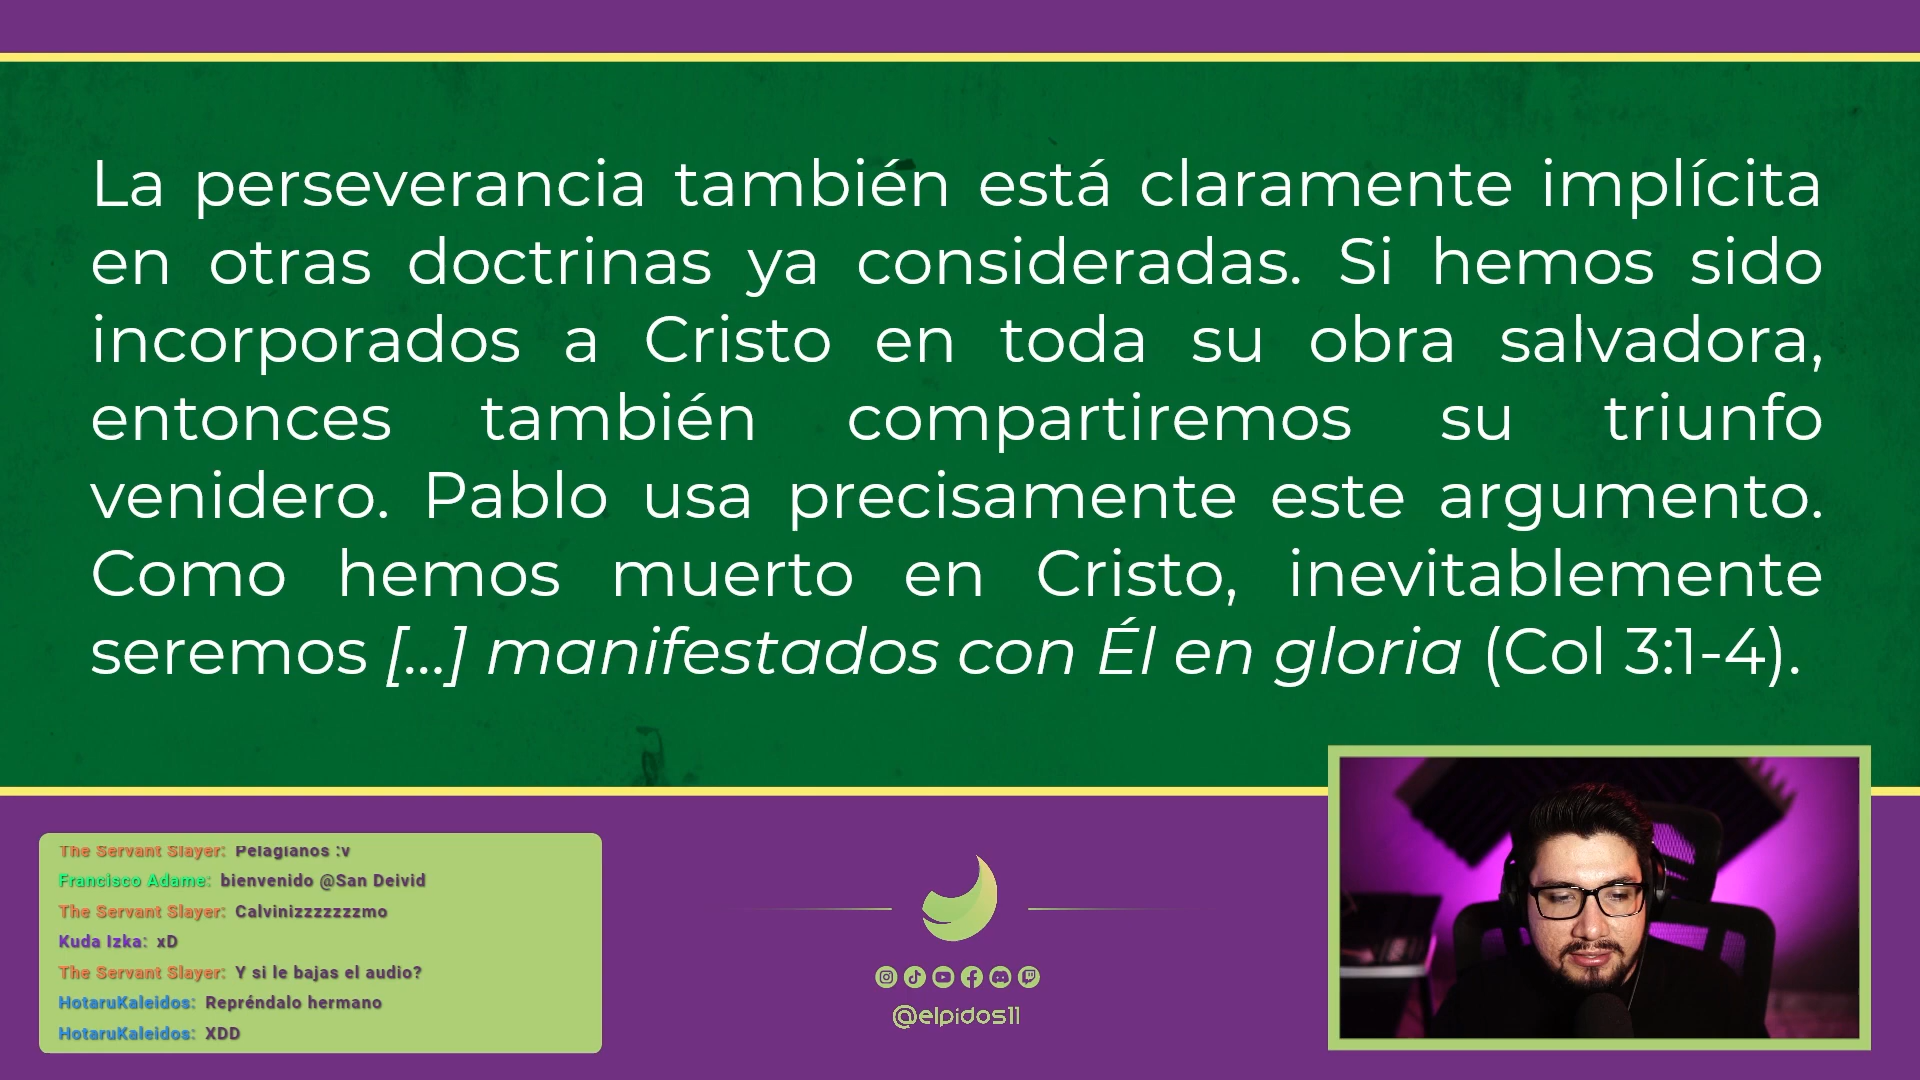 La perseverancia también está claramente implícita
en otras doctrinas ya consideradas. Si hemos sido
incorporados a Cristo en toda su obra salvadora,
entonces también compartiremos su triunfo
venidero. Pablo usa precisamente este argumento.
Como hemos muerto en Cristo, inevitablemente
seremos [...] manifestados con Él en gloria (Col 3:1-4).
The Servant Slayer: Pelagianos :v
Francisco Adame: bienvenido @San Deivid
The Servant Slayer: Calvinizzzzzzzmo
Kuda Izka: xD
The Servant Slayer: Y si le bajas el audio?
HotaruKaleidos: Repréndalo hermano
HotaruKaleidos: XDD
@elpidos11